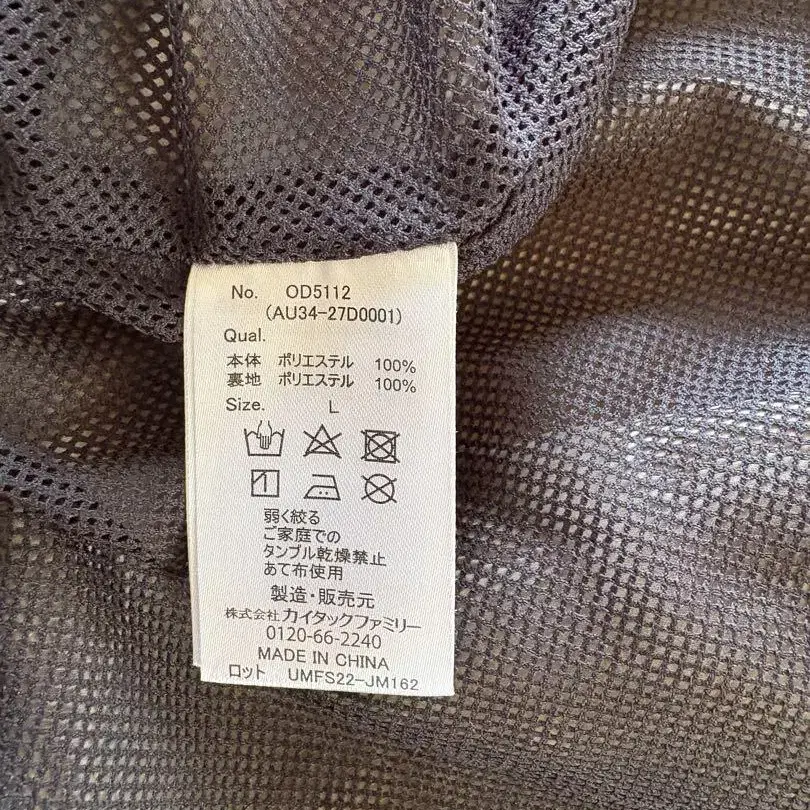 No. OD5112
(AU34-27D0001)
Qual.
本体 ポリエステル 100%
裏地 ポリエステル 100%
Size. L
弱く絞る
ご家庭での
タンブル乾燥禁止
あて布使用
製造・販売元
株式会社カイタックファミリー
0120-66-2240
MADE IN CHINA
ロット UMFS22-JM162